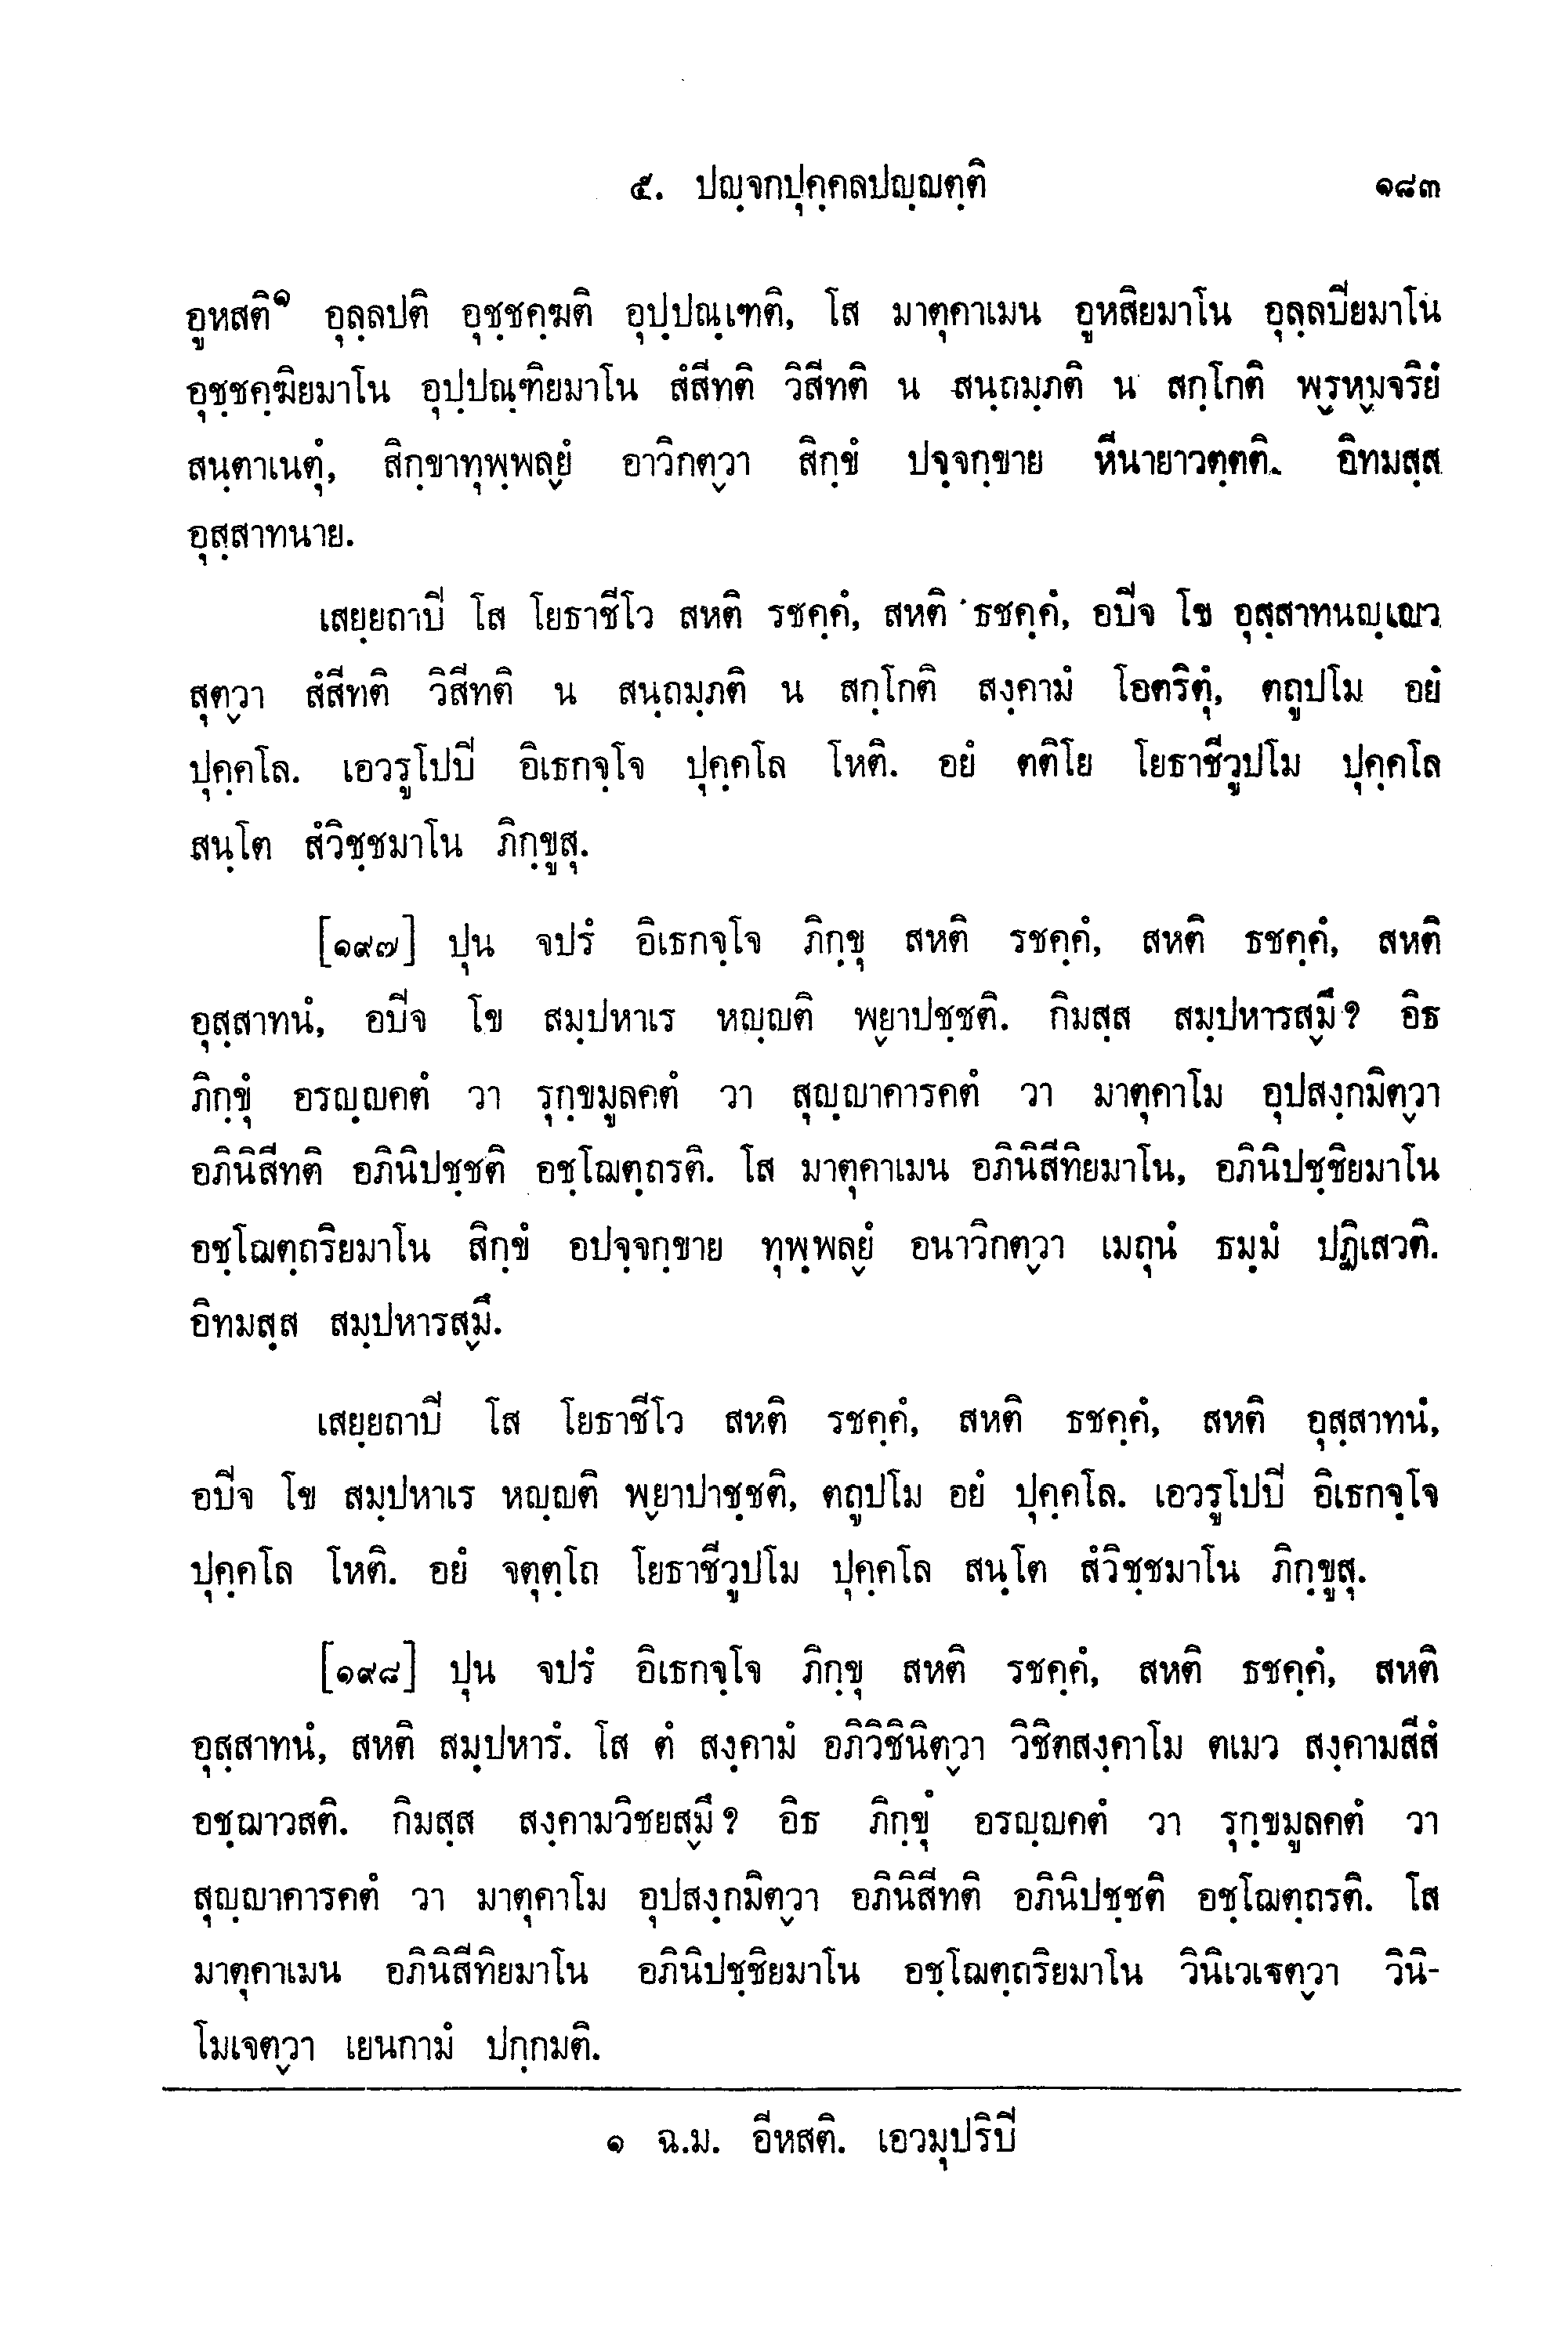 ๕. ปญฺจกปุคฺคลปญฺญตฺติ ๑๘๓
อูหสติ๑ อุลฺลปติ อุชฺชคฺฆติ อุปฺปณฺเฑติ, โส มาตุคาเมน อูหสิยมาโน อุลฺลปิยมาโน
อุชฺชคฺฆิยมาโน อุปฺปณฺฑิยมาโน สํสีทติ วิสีทติ น สนฺถมฺภติ น สกฺโกติ พฺรหฺมจริยํ
สนฺตาเนตุํ, สิกฺขาทุพฺพลฺยํ อาวิกตฺวา สิกฺขํ ปจฺจกฺขาย หีนายาวตฺตติ. อิทมสฺส
อุสฺสาทนาย.
เสยฺยถาปิ โส โยธาชีโว สหติ รชคฺคํ, สหติ ธชคฺคํ, อปิจ โข อุสฺสาทนญฺเญว
สุตฺวา สํสีทติ วิสีทติ น สนฺถมฺภติ น สกฺโกติ สงฺคามํ โอตริตุํ, ตถูปโม อยํ
ปุคฺคโล. เอวรูโปปิ อิเธกจฺโจ ปุคฺคโล โหติ. อยํ ตติโย โยธาชีวูปโม ปุคฺคโล
สนฺโต สํวิชฺชมาโน ภิกฺขูสุ.
[๑๙๗] ปุน จปรํ อิเธกจฺโจ ภิกฺขุ สหติ รชคฺคํ, สหติ ธชคฺคํ, สหติ
อุสฺสาทนํ, อปิจ โข สมฺปหาเร หญฺญติ พฺยาปชฺชติ. กิมสฺส สมฺปหารสฺมึ ? อิธ
ภิกฺขุํ อรญฺญคตํ วา รุกฺขมูลคตํ วา สุญฺญาคารคตํ วา มาตุคาโม อุปสงฺกมิตฺวา
อภินิสีทติ อภินิปชฺชติ อชฺโฌตฺถรติ. โส มาตุคาเมน อภินิสีทิยมาโน, อภินิปชฺชิยมาโน
อชฺโฌตฺถริยมาโน สิกฺขํ อปจฺจกฺขาย ทุพฺพลฺยํ อนาวิกตฺวา เมถุนํ ธมฺมํ ปฏิเสวติ.
อิทมสฺส สมฺปหารสฺมึ.
เสยฺยถาปิ โส โยธาชีโว สหติ รชคฺคํ, สหติ ธชคฺคํ, สหติ อุสฺสาทนํ,
อปิจ โข สมฺปหาเร หญฺญติ พฺยาปาชฺชติ, ตถูปโม อยํ ปุคฺคโล. เอวรูโปปิ อิเธกจฺโจ
ปุคฺคโล โหติ. อยํ จตุตฺโถ โยธาชีวูปโม ปุคฺคโล สนฺโต สํวิชฺชมาโน ภิกฺขูสุ.
[๑๙๘] ปุน จปรํ อิเธกจฺโจ ภิกฺขุ สหติ รชคฺคํ, สหติ ธชคฺคํ, สหติ
อุสฺสาทนํ, สหติ สมฺปหารํ. โส ตํ สงฺคามํ อภิวิชินิตฺวา วิชิตสงฺคาโม ตเมว สงฺคามสีสํ
อชฺฌาวสติ. กิมสฺส สงฺคามวิชยสฺมึ ? อิธ ภิกฺขุํ อรญฺญคตํ วา รุกฺขมูลคตํ วา
สุญฺญาคารคตํ วา มาตุคาโม อุปสงฺกมิตฺวา อภินิสีทติ อภินิปชฺชติ อชฺโฌตฺถรติ. โส
มาตุคาเมน อภินิสีทิยมาโน อภินิปชฺชิยมาโน อชฺโฌตฺถริยมาโน วินิเวเฐตฺวา วินิ-
โมเจตฺวา เยนกามํ ปกฺกมติ.
๑ ฉ.ม. อีหสติ. เอวมุปริปิ